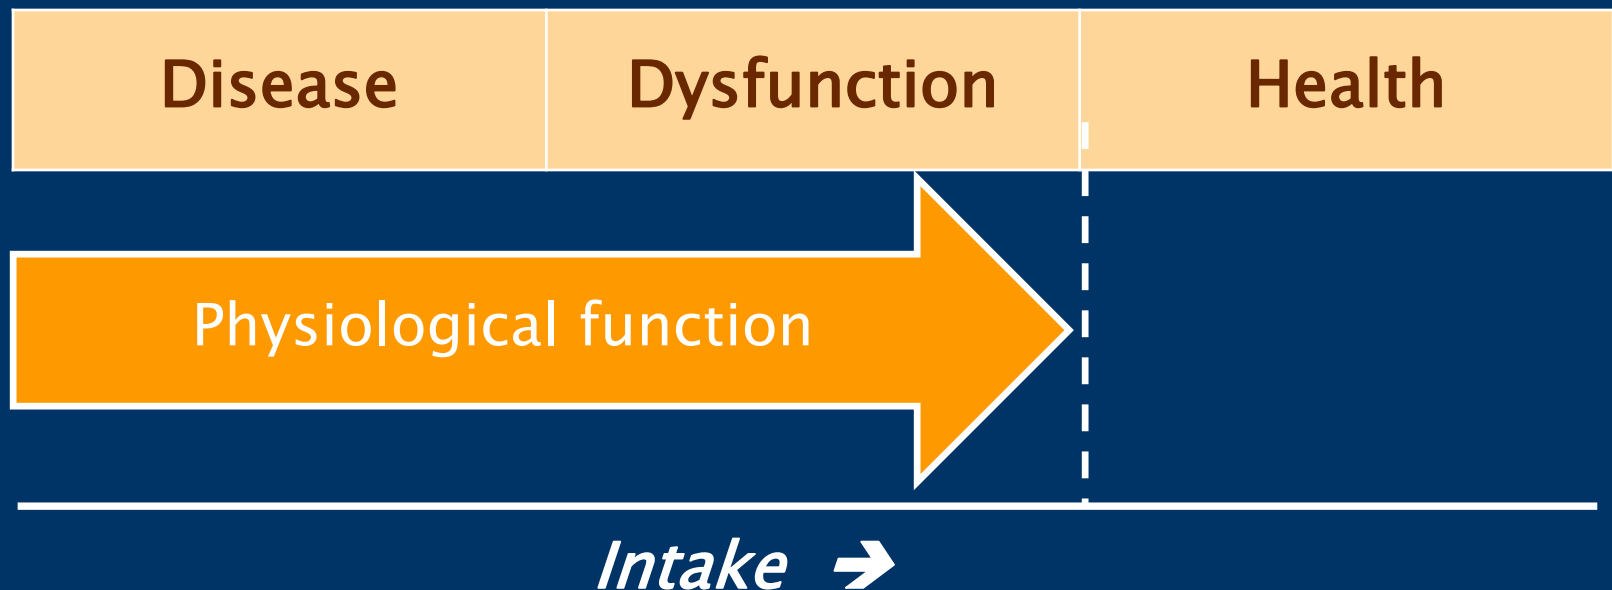 Disease Dysfunction Health
Physiological function
Intake ➔